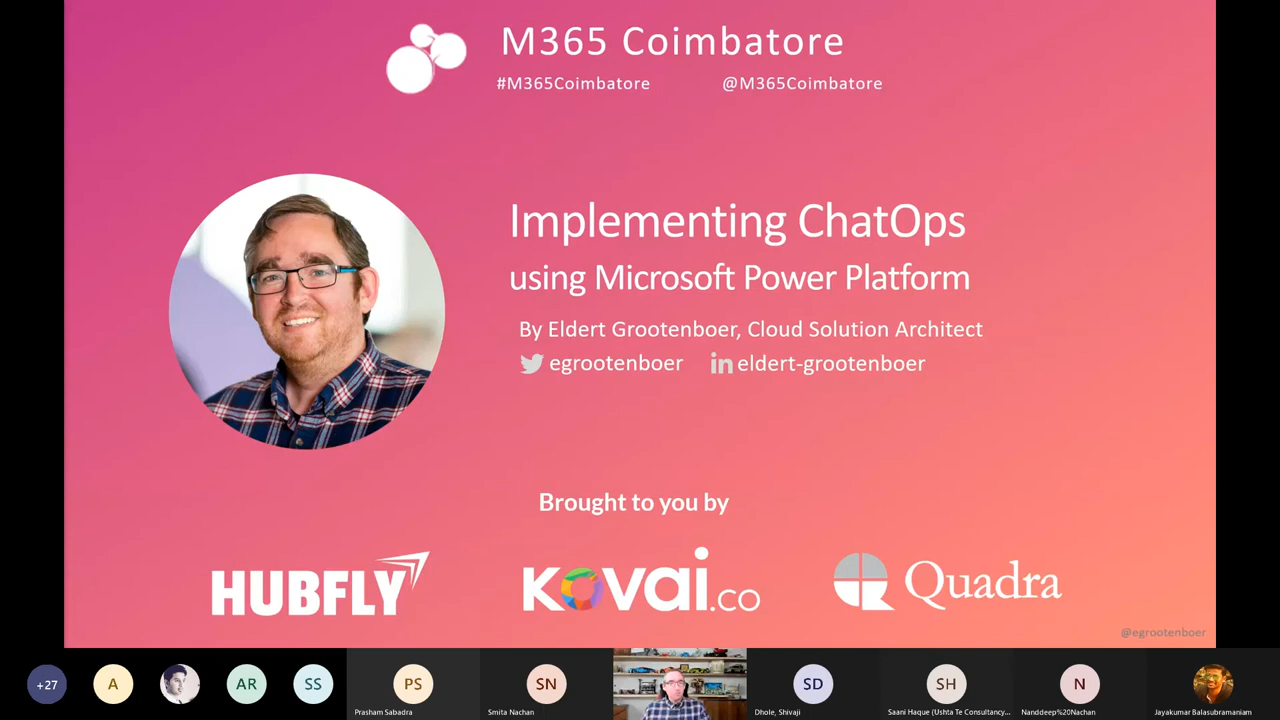 M365 Coimbatore
#M365Coimbatore @M365Coimbatore
Implementing ChatOps
using Microsoft Power Platform
By Eldert Grootenboer, Cloud Solution Architect
egrootenboer in eldert-grootenboer
Brought to you by
HUBFLY KOVAI.CO Quadra
@egrootenboer
+27 A AR SS PS SN SD SH N
Prasham Sabadra Smita Nachan Dhole, Shivaji Saani Haque (Ushta Te Consultancy... Nanddeep%20Nachan Jayakumar Balasubramaniam